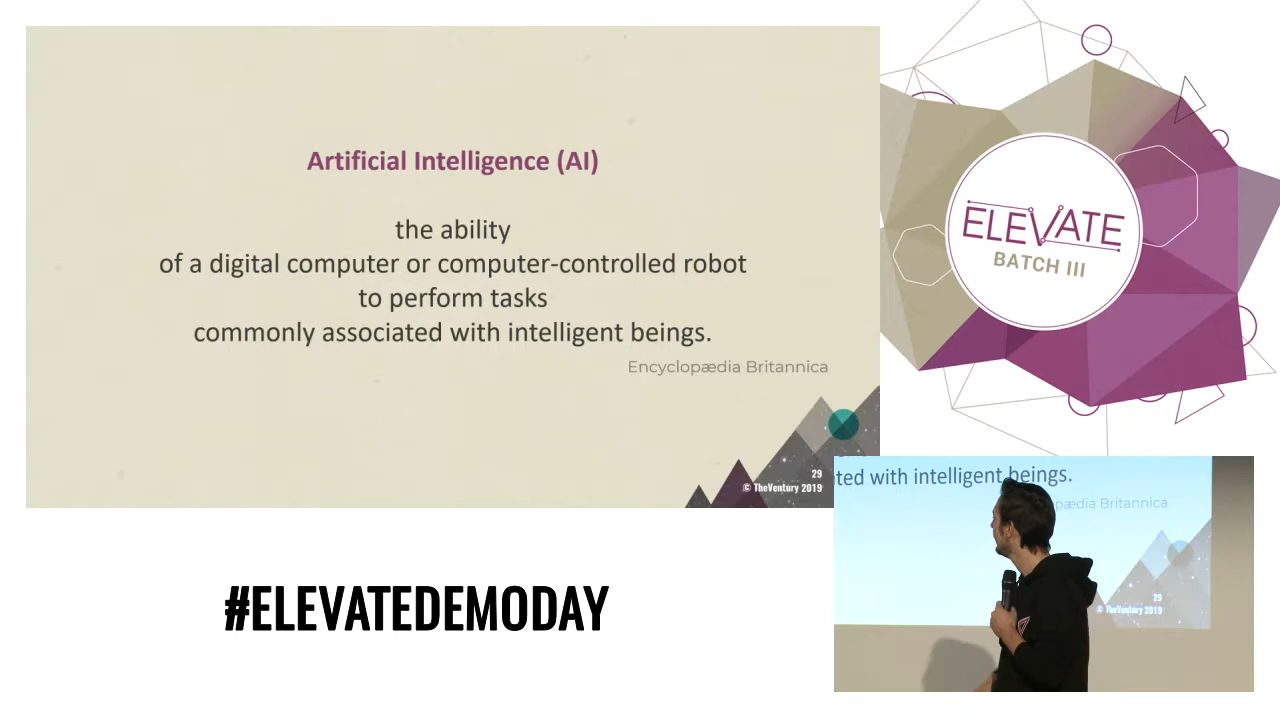 Artificial Intelligence (AI)
the ability
of a digital computer or computer-controlled robot
to perform tasks
commonly associated with intelligent beings.
Encyclopædia Britannica
29
© TheVentury 2019
ELEVATE
BATCH III
#ELEVATEDEMODAY
ted with intelligent beings.
pædia Britannica
29
© TheVentury 2019